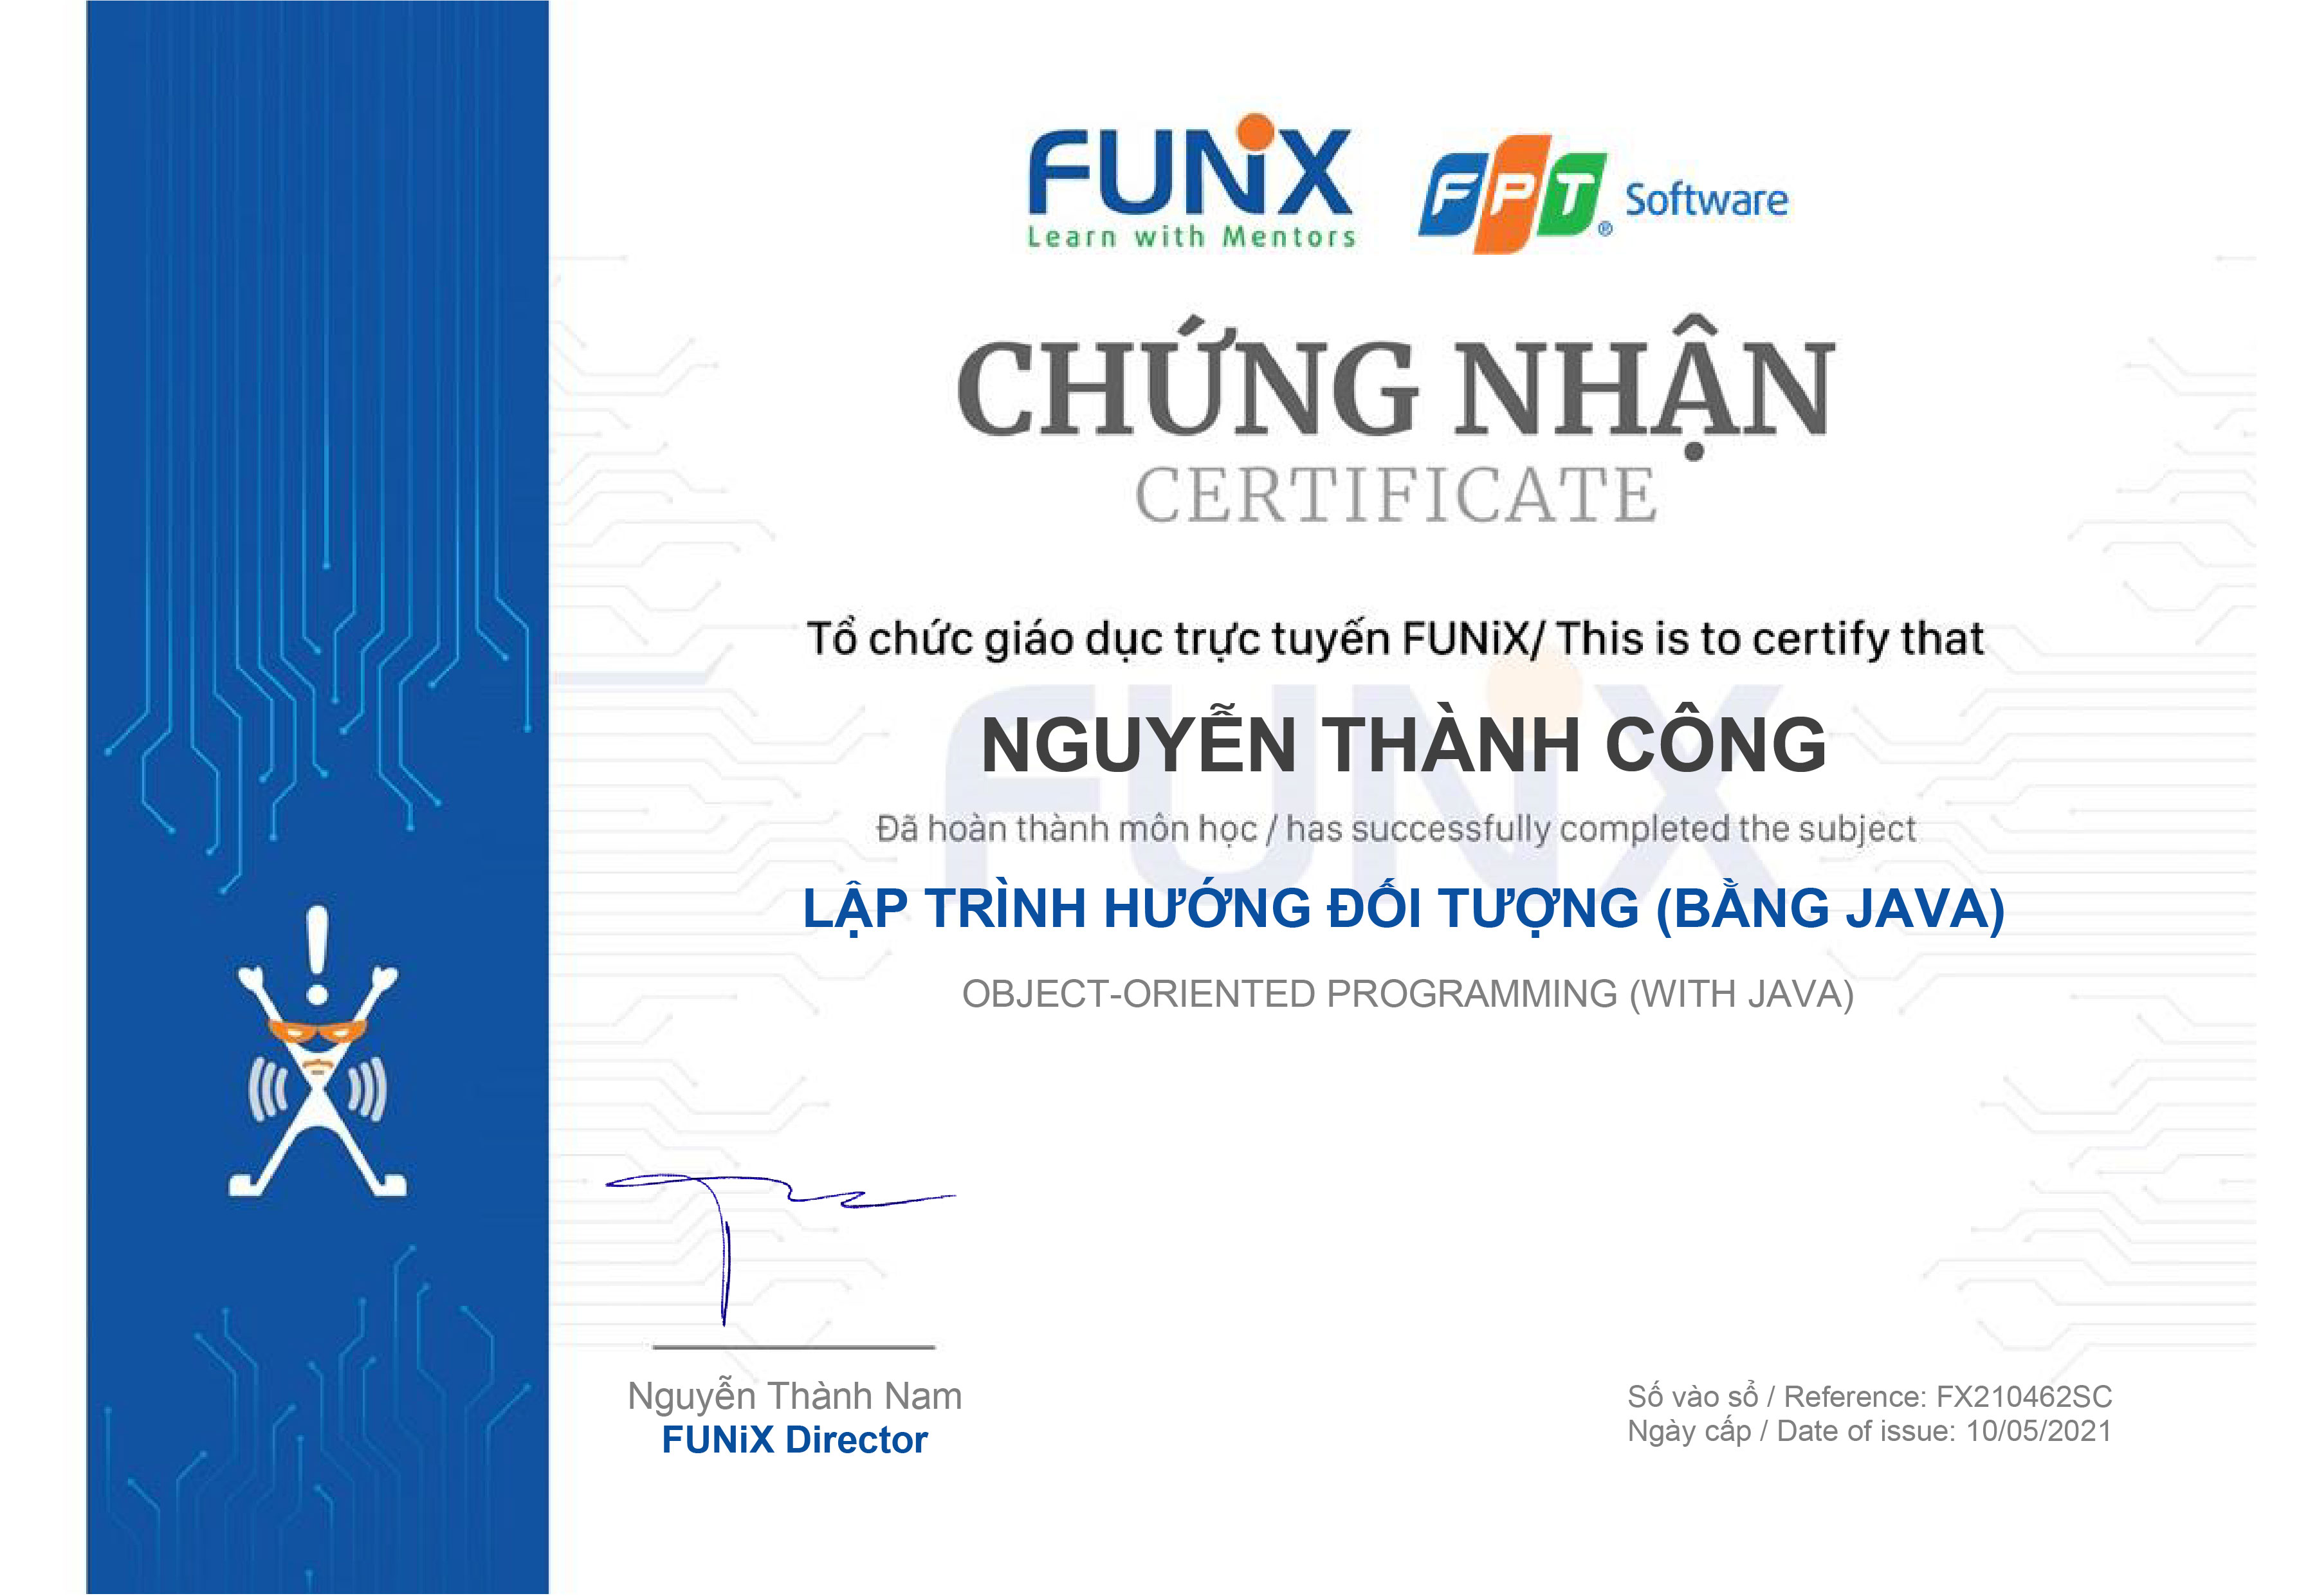 FUNiX
Learn with Mentors
FPT Software
CHỨNG NHẬN
CERTIFICATE
Tổ chức giáo dục trực tuyến FUNiX/ This is to certify that
NGUYỄN THÀNH CÔNG
Đã hoàn thành môn học / has successfully completed the subject
LẬP TRÌNH HƯỚNG ĐỐI TƯỢNG (BẰNG JAVA)
OBJECT-ORIENTED PROGRAMMING (WITH JAVA)
Nguyễn Thành Nam
FUNiX Director
Số vào sổ / Reference: FX210462SC
Ngày cấp / Date of issue: 10/05/2021